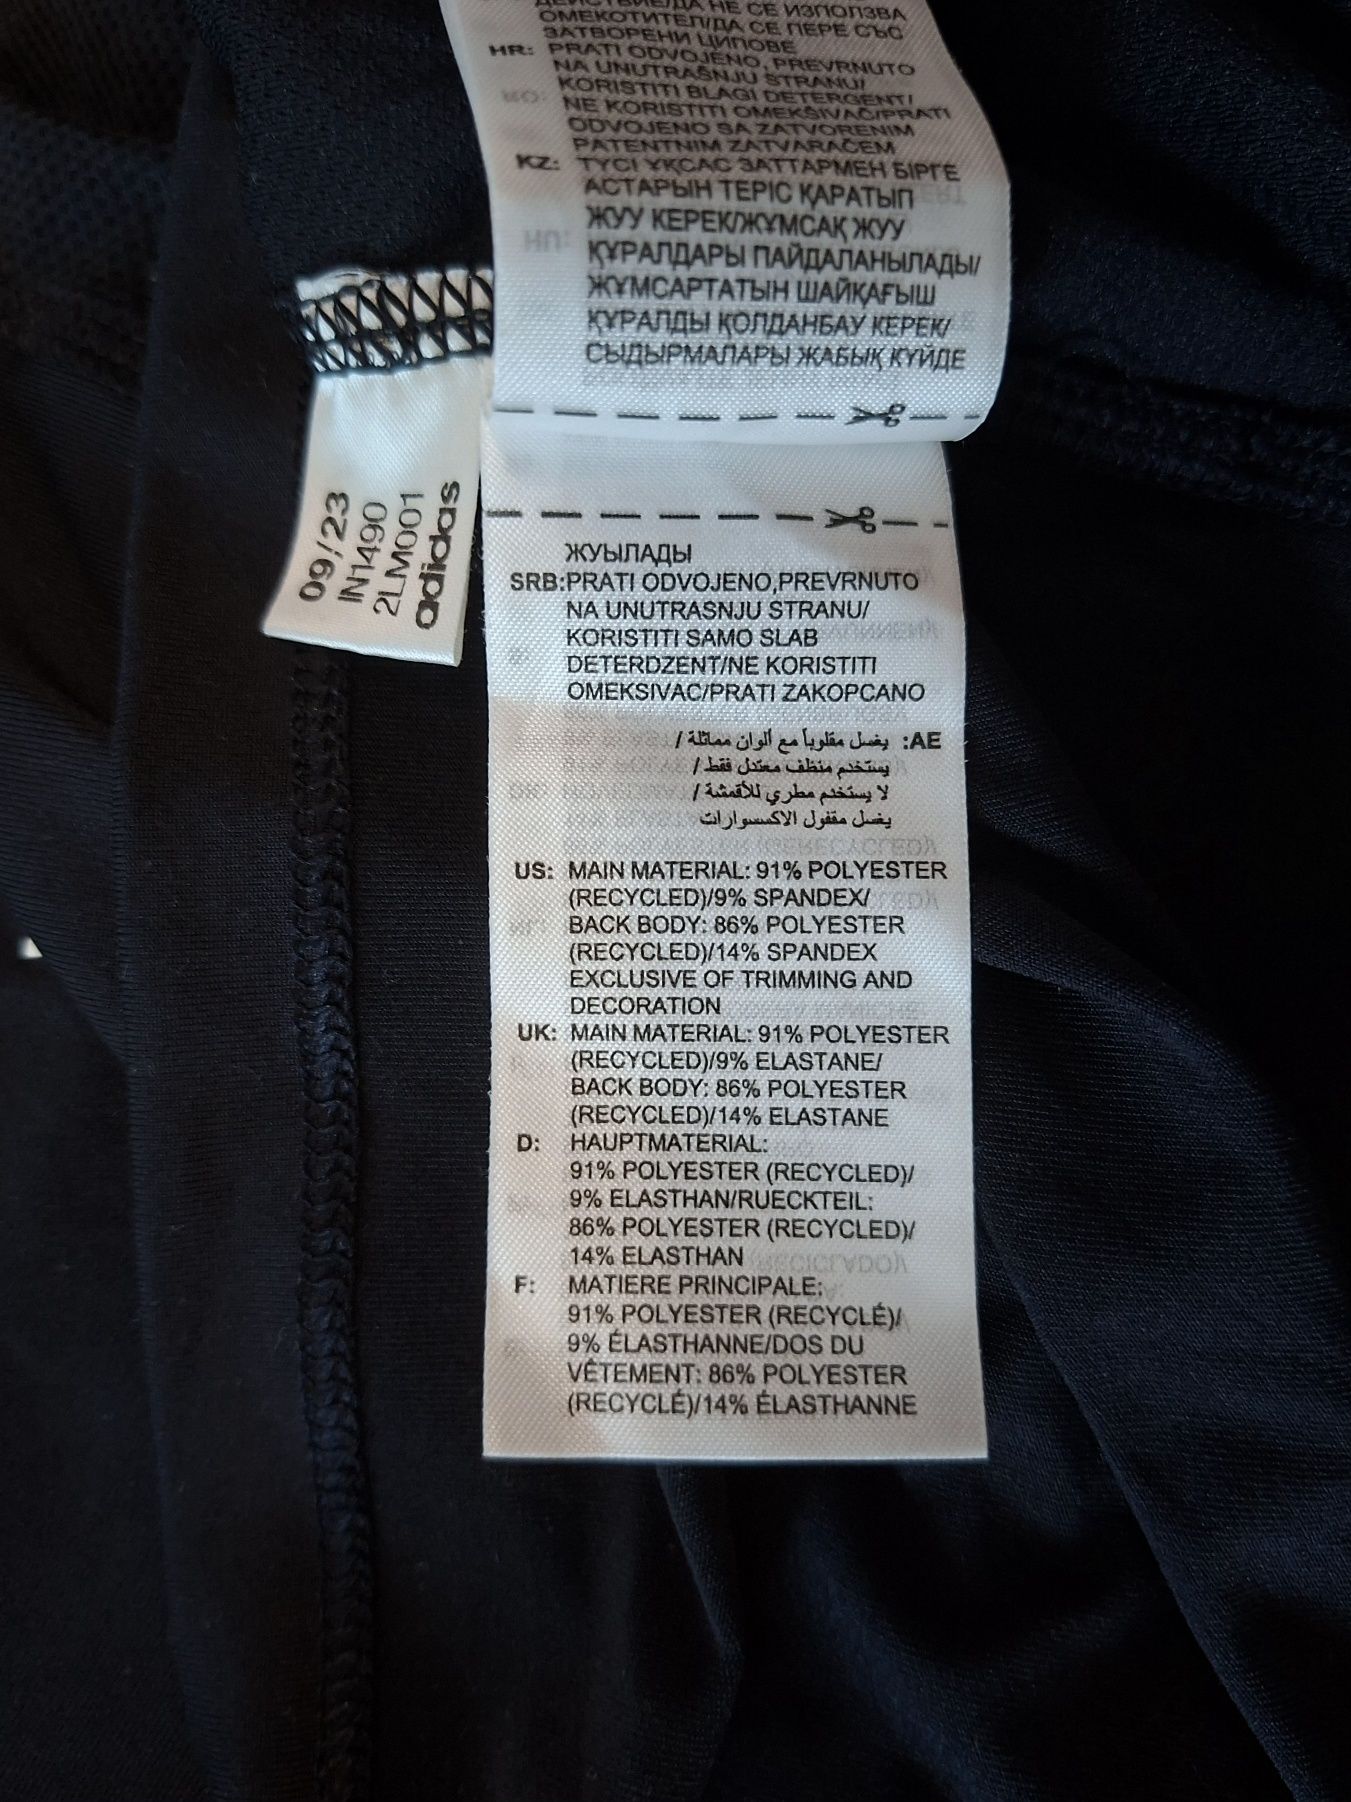 ДЕЙСТВИЕ/ДА НЕ СЕ ИЗПОЛЗВА
ОМЕКОТИТЕЛ/ДА СЕ ПЕРЕ СЪС
ЗАТВОРЕНИ ЦИПОВЕ
HR: PRATI ODVOJENO, PREVRNUTO
NA UNUTRAŠNJU STRANU/
KORISTITI BLAGI DETERGENT/
NE KORISTITI OMEKŠIVAČ/PRATI
ODVOJENO SA ZATVORENIM
PATENTNIM ZATVARAČEM
KZ: ТҮСІ ҰҚСАС ЗАТТАРМЕН БІРГЕ
АСТАРЫН ТЕРІС ҚАРАТЫП
ЖУУ КЕРЕК/ЖҰМСАҚ ЖУУ
ҚҰРАЛДАРЫ ПАЙДАЛАНЫЛАДЫ/
ЖҰМСАРТАТЫН ШАЙҚАҒЫШ
ҚҰРАЛДЫ ҚОЛДАНБАУ КЕРЕК/
СЫДЫРМАЛАРЫ ЖАБЫҚ КҮЙДЕ
09/23
IN1490
2LM001
adidas
ЖУЫЛАДЫ
SRB:PRATI ODVOJENO,PREVRNUTO
NA UNUTRASNJU STRANU/
KORISTITI SAMO SLAB
DETERDZENT/NE KORISTITI
OMEKSIVAC/PRATI ZAKOPCANO
AE: يغسل مقلوباً مع ألوان مماثلة /
يستخدم منظف معتدل فقط /
لا يستخدم مطري للأقمشة /
يغسل مقفول الاكسسوارات
US: MAIN MATERIAL: 91% POLYESTER
(RECYCLED)/9% SPANDEX/
BACK BODY: 86% POLYESTER
(RECYCLED)/14% SPANDEX
EXCLUSIVE OF TRIMMING AND
DECORATION
UK: MAIN MATERIAL: 91% POLYESTER
(RECYCLED)/9% ELASTANE/
BACK BODY: 86% POLYESTER
(RECYCLED)/14% ELASTANE
D: HAUPTMATERIAL:
91% POLYESTER (RECYCLED)/
9% ELASTHAN/RUECKTEIL:
86% POLYESTER (RECYCLED)/
14% ELASTHAN
F: MATIERE PRINCIPALE:
91% POLYESTER (RECYCLÉ)/
9% ÉLASTHANNE/DOS DU
VÊTEMENT: 86% POLYESTER
(RECYCLÉ)/14% ÉLASTHANNE